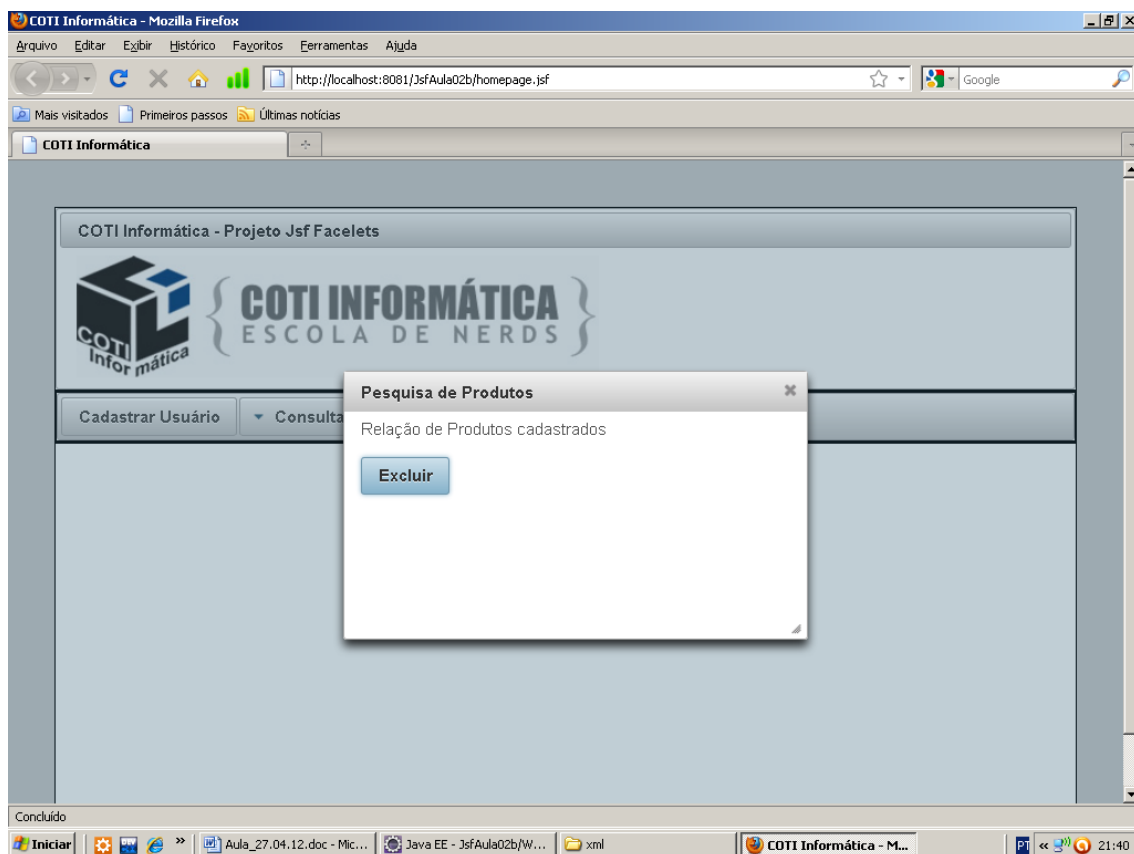 COTI Informática - Mozilla Firefox
Arquivo Editar Exibir Histórico Favoritos Ferramentas Ajuda
http://localhost:8081/JsfAula02b/homepage.jsf
Google
Mais visitados Primeiros passos Últimas notícias
COTI Informática
COTI Informática - Projeto Jsf Facelets
COTI
Infor mática
{ COTI INFORMÁTICA }
ESCOLA DE NERDS
Cadastrar Usuário Consulta
Pesquisa de Produtos
Relação de Produtos cadastrados
Excluir
Concluído
Iniciar » Aula_27.04.12.doc - Mic... Java EE - JsfAula02b/W... xml COTI Informática - M... PT « 21:40